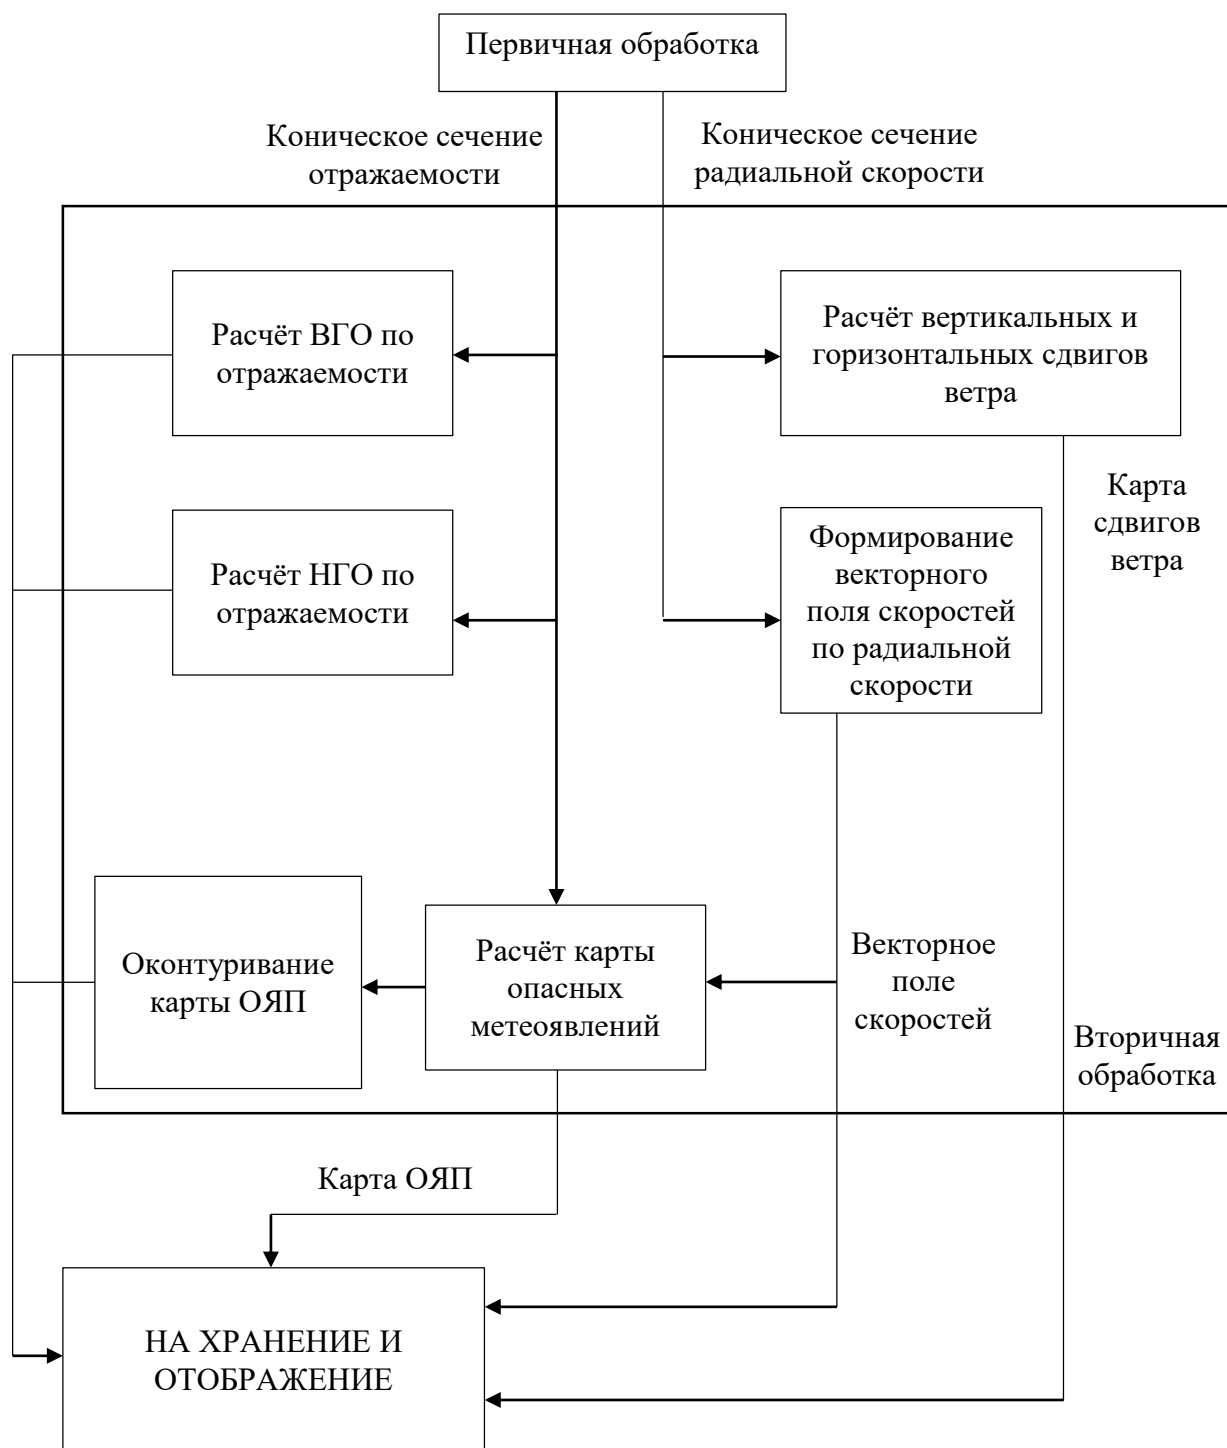 Первичная обработка
Коническое сечение
отражаемости
Коническое сечение
радиальной скорости
Расчёт ВГО по
отражаемости
Расчёт вертикальных и
горизонтальных сдвигов
ветра
Карта
сдвигов
ветра
Расчёт НГО по
отражаемости
Формирование
векторного
поля скоростей
по радиальной
скорости
Оконтуривание
карты ОЯП
Расчёт карты
опасных
метеоявлений
Векторное
поле
скоростей
Вторичная
обработка
Карта ОЯП
НА ХРАНЕНИЕ И
ОТОБРАЖЕНИЕ